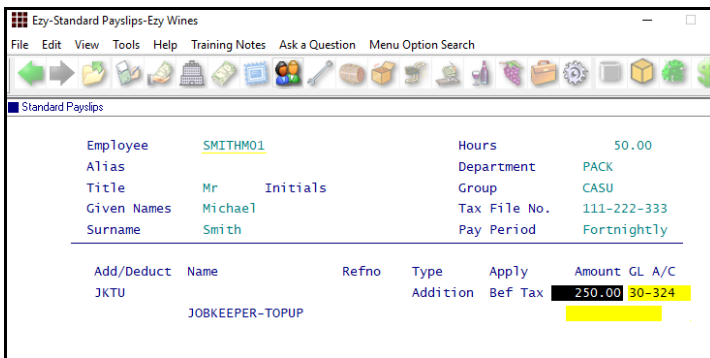 Ezy-Standard Payslips-Ezy Wines
File Edit View Tools Help Training Notes Ask a Question Menu Option Search
Standard Payslips
Employee SMITHM01 Hours 50.00
Alias Department PACK
Title Mr Initials Group CASU
Given Names Michael Tax File No. 111-222-333
Surname Smith Pay Period Fortnightly
Add/Deduct Name Refno Type Apply Amount GL A/C
JKTU Addition Bef Tax 250.00 30-324
JOBKEEPER-TOPUP